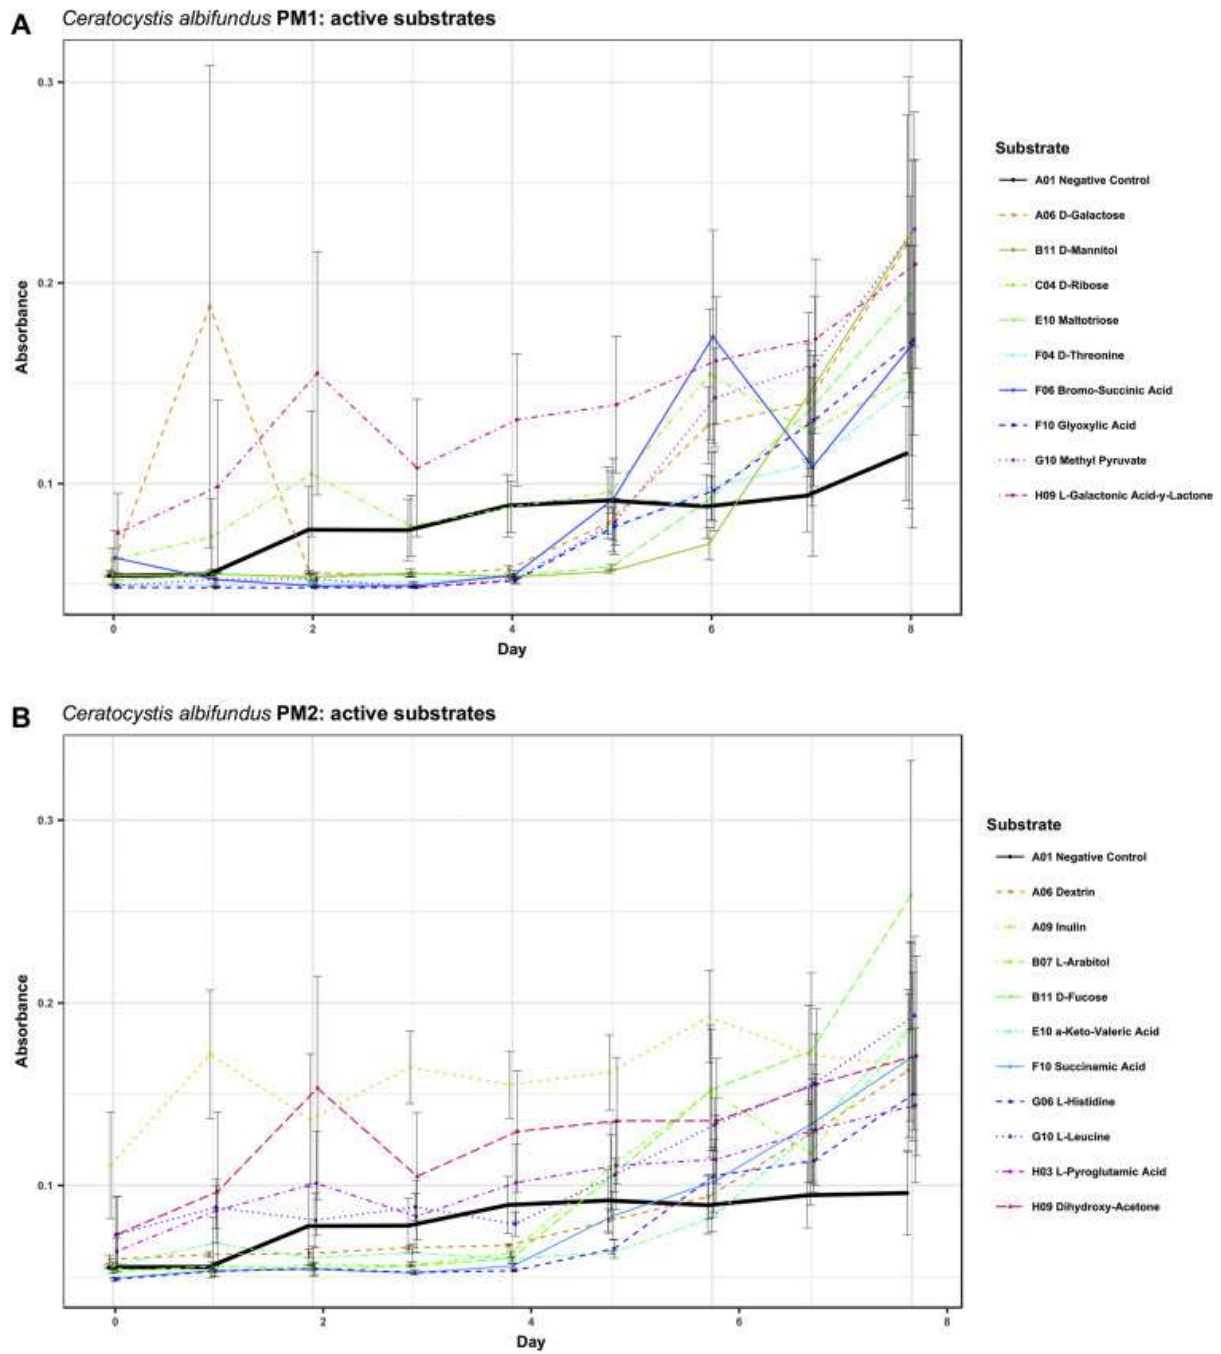 A
Ceratocystis albifundus PM1: active substrates
0.3
0.2
0.1
Absorbance
0 2 4 6 8
Day
Substrate
A01 Negative Control
A06 D-Galactose
B11 D-Mannitol
C04 D-Ribose
E10 Maltotriose
F04 D-Threonine
F06 Bromo-Succinic Acid
F10 Glyoxylic Acid
G10 Methyl Pyruvate
H09 L-Galactonic Acid-y-Lactone
B
Ceratocystis albifundus PM2: active substrates
0.3
0.2
0.1
Absorbance
0 2 4 6 8
Day
Substrate
A01 Negative Control
A06 Dextrin
A09 Inulin
B07 L-Arabitol
B11 D-Fucose
E10 a-Keto-Valeric Acid
F10 Succinamic Acid
G06 L-Histidine
G10 L-Leucine
H03 L-Pyroglutamic Acid
H09 Dihydroxy-Acetone